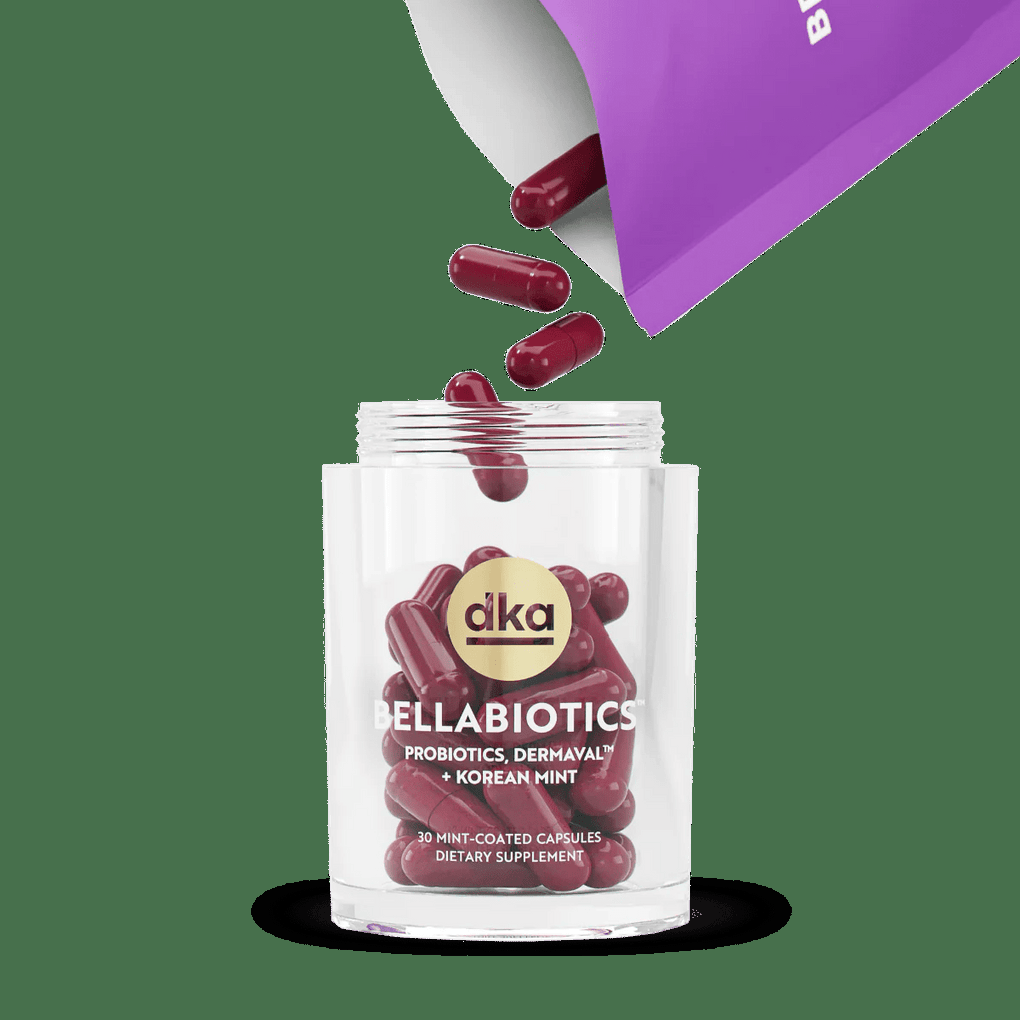 dka
BELLABIOTICS™
PROBIOTICS, DERMAVAL™
+ KOREAN MINT
30 MINT-COATED CAPSULES
DIETARY SUPPLEMENT